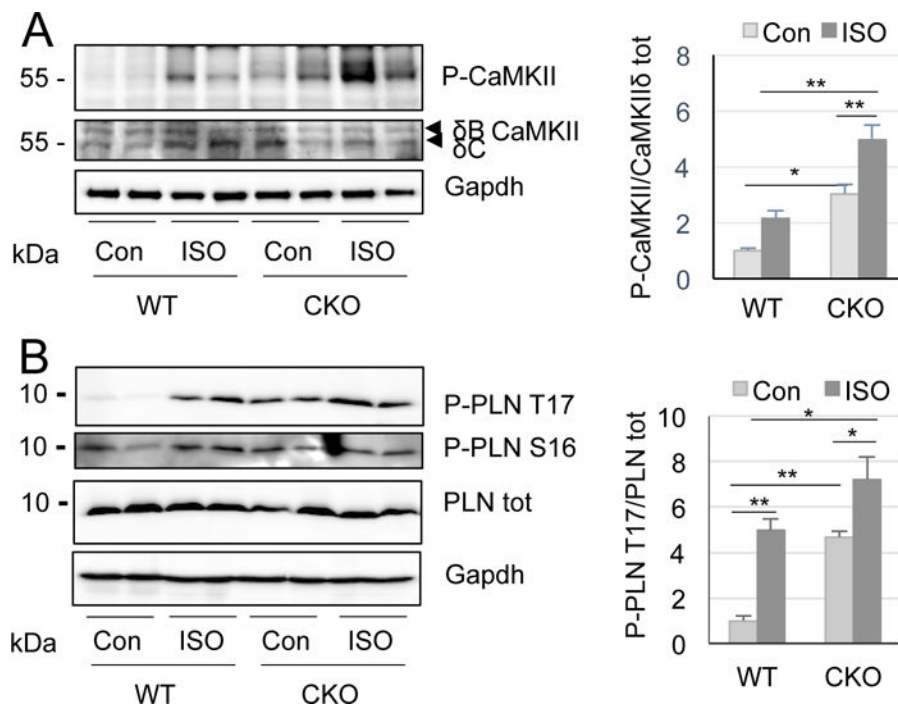 A
55 -
P-CaMKII
55 -
δB CaMKII
δC
Gapdh
kDa
Con ISO Con ISO
WT CKO
Con ISO
P-CaMKII/CaMKIIδ tot
8
6
4
2
0
**
**
*
WT CKO
B
10 -
P-PLN T17
10 -
P-PLN S16
10 -
PLN tot
Gapdh
kDa
Con ISO Con ISO
WT CKO
Con ISO
P-PLN T17/PLN tot
10
8
6
4
2
0
*
*
**
**
WT CKO